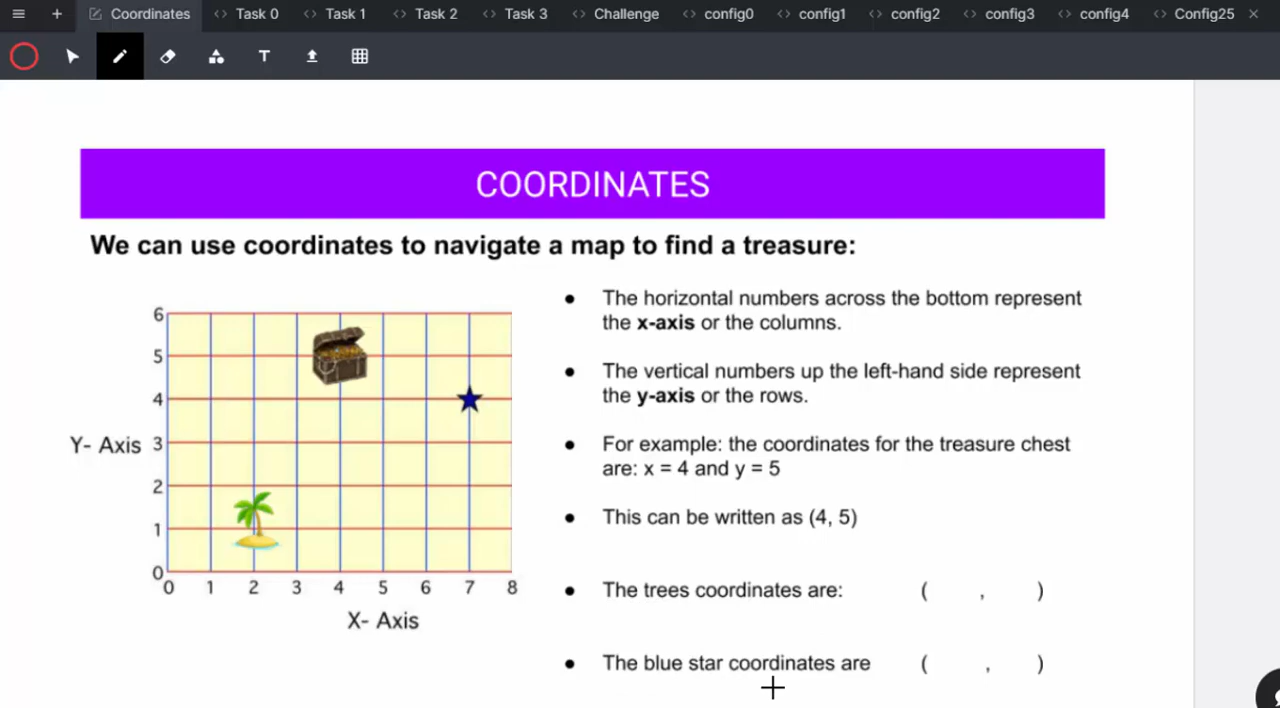 Coordinates Task 0 Task 1 Task 2 Task 3 Challenge config0 config1 config2 config3 config4 Config25
T
COORDINATES
We can use coordinates to navigate a map to find a treasure:
6
5
4
Y- Axis 3
2
1
0
0 1 2 3 4 5 6 7 8
X- Axis
● The horizontal numbers across the bottom represent
the x-axis or the columns.
● The vertical numbers up the left-hand side represent
the y-axis or the rows.
● For example: the coordinates for the treasure chest
are: x = 4 and y = 5
● This can be written as (4, 5)
● The trees coordinates are: ( , )
● The blue star coordinates are ( , )